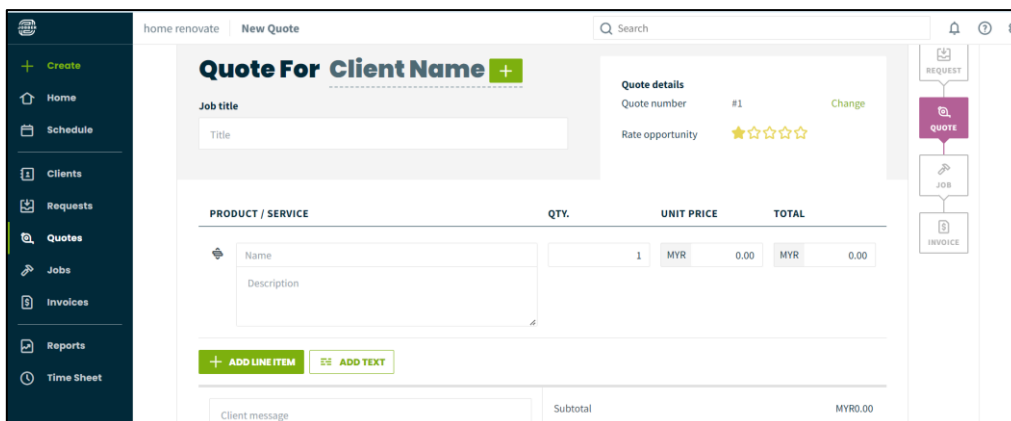 home renovate
New Quote
Search
Create
Home
Schedule
Clients
Requests
Quotes
Jobs
Invoices
Reports
Time Sheet
Quote For Client Name +
Job title
Title
Quote details
Quote number #1 Change
Rate opportunity
REQUEST
QUOTE
JOB
INVOICE
PRODUCT / SERVICE QTY. UNIT PRICE TOTAL
Name 1 MYR 0.00 MYR 0.00
Description
+ ADD LINE ITEM ADD TEXT
Client message
Subtotal MYR0.00